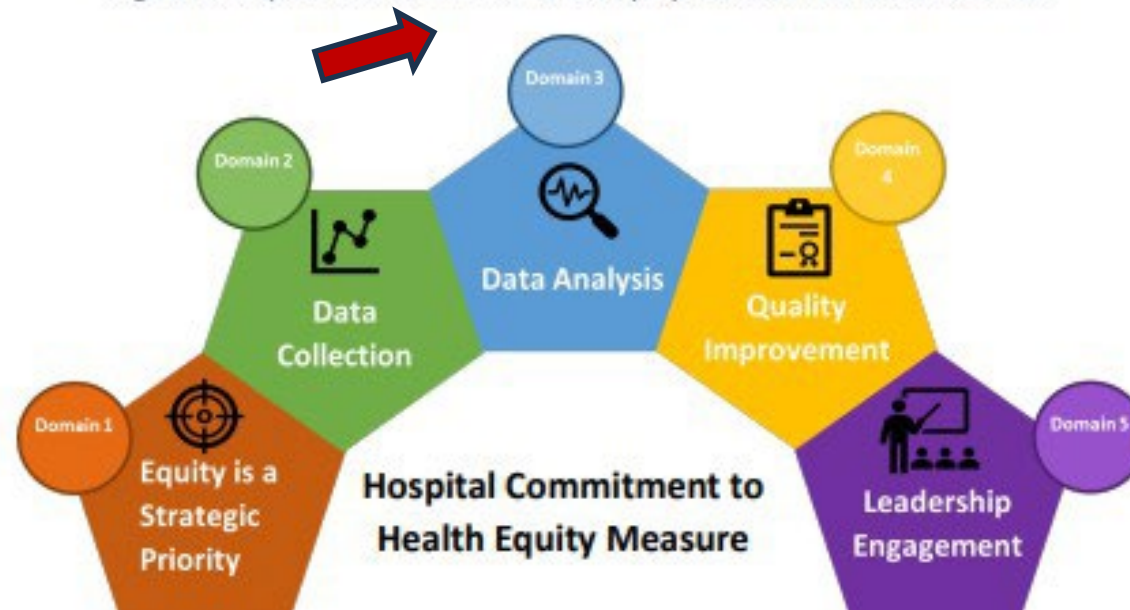 Domain 3
Domain 2
Domain
4
Data Analysis
Data
Collection
Quality
Improvement
Domain 1
Domain 5
Equity is a
Strategic
Priority
Hospital Commitment to
Health Equity Measure
Leadership
Engagement